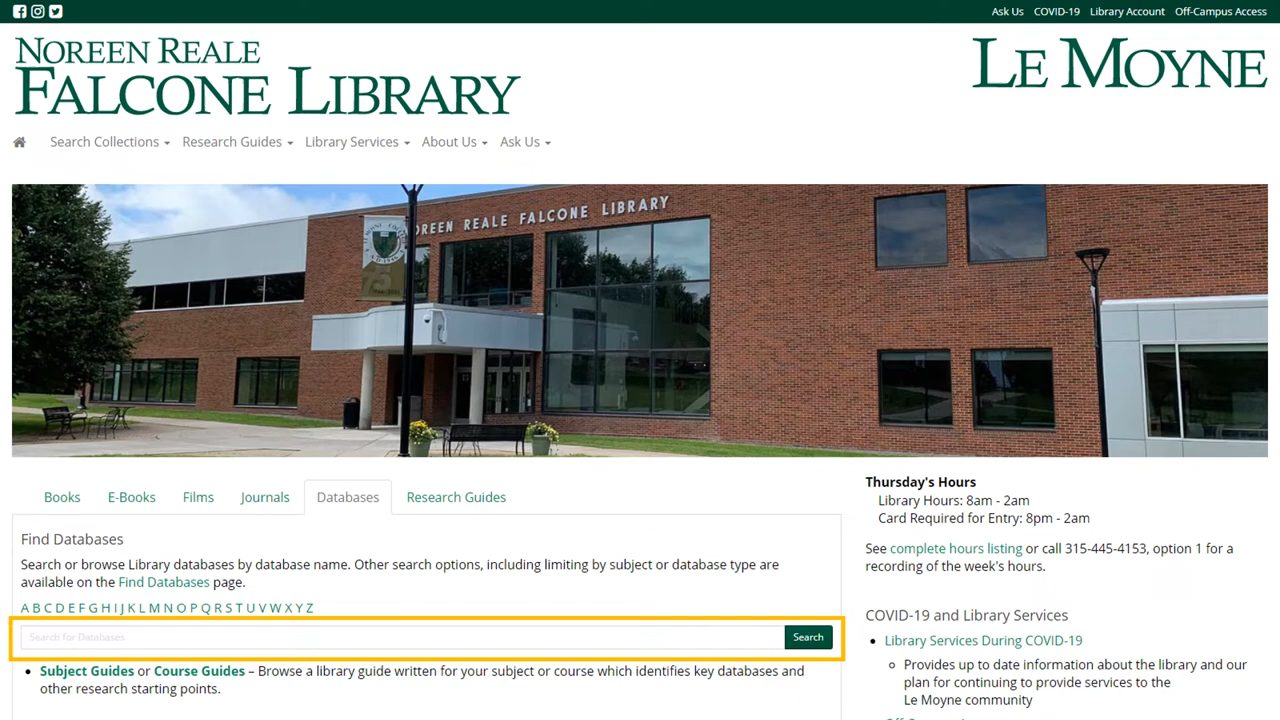 Ask Us COVID-19 Library Account Off-Campus Access
NOREEN REALE
FALCONE LIBRARY
LE MOYNE
Search Collections Research Guides Library Services About Us Ask Us
NOREEN REALE FALCONE LIBRARY
Books E-Books Films Journals Databases Research Guides
Find Databases
Search or browse Library databases by database name. Other search options, including limiting by subject or database type are
available on the Find Databases page.
A B C D E F G H I J K L M N O P Q R S T U V W X Y Z
Search for Databases Search
Subject Guides or Course Guides – Browse a library guide written for your subject or course which identifies key databases and
other research starting points.
Thursday's Hours
Library Hours: 8am - 2am
Card Required for Entry: 8pm - 2am
See complete hours listing or call 315-445-4153, option 1 for a
recording of the week's hours.
COVID-19 and Library Services
Library Services During COVID-19
Provides up to date information about the library and our
plan for continuing to provide services to the
Le Moyne community